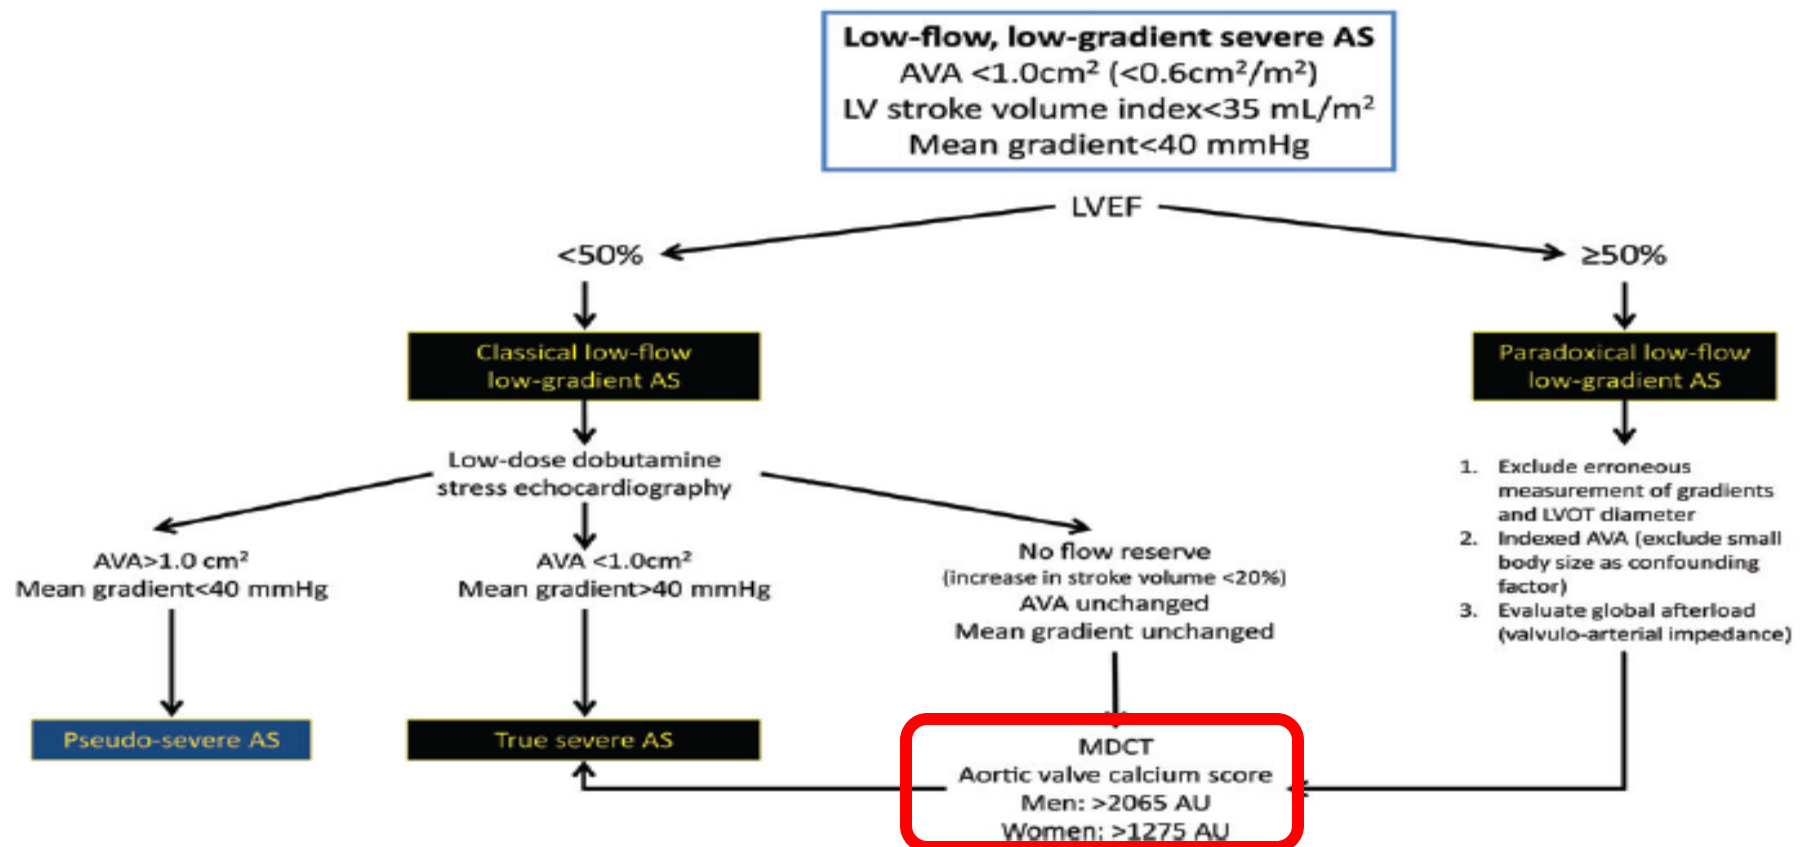 Low-flow, low-gradient severe AS
AVA <1.0cm² (<0.6cm²/m²)
LV stroke volume index<35 mL/m²
Mean gradient<40 mmHg
LVEF
<50%
≥50%
Classical low-flow
low-gradient AS
Paradoxical low-flow
low-gradient AS
Low-dose dobutamine
stress echocardiography
1. Exclude erroneous
measurement of gradients
and LVOT diameter
2. Indexed AVA (exclude small
body size as confounding
factor)
3. Evaluate global afterload
(valvulo-arterial impedance)
AVA>1.0 cm²
Mean gradient<40 mmHg
AVA <1.0cm²
Mean gradient>40 mmHg
No flow reserve
(increase in stroke volume <20%)
AVA unchanged
Mean gradient unchanged
Pseudo-severe AS
True severe AS
MDCT
Aortic valve calcium score
Men: >2065 AU
Women: >1275 AU